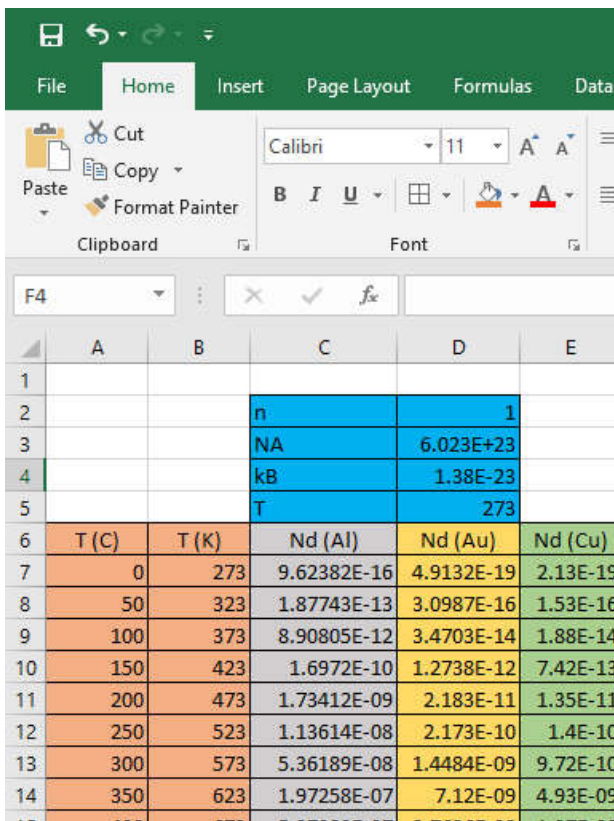 File Home Insert Page Layout Formulas Data
Cut
Copy
Format Painter
Paste
Calibri 11 A A
B I U A
Clipboard Font
F4 fx
A B C D E
1
2 n 1
3 NA 6.023E+23
4 kB 1.38E-23
5 T 273
6 T (C) T (K) Nd (Al) Nd (Au) Nd (Cu)
7 0 273 9.62382E-16 4.9132E-19 2.13E-19
8 50 323 1.87743E-13 3.0987E-16 1.53E-16
9 100 373 8.90805E-12 3.4703E-14 1.88E-14
10 150 423 1.6972E-10 1.2738E-12 7.42E-13
11 200 473 1.73412E-09 2.183E-11 1.35E-11
12 250 523 1.13614E-08 2.173E-10 1.4E-10
13 300 573 5.36189E-08 1.4484E-09 9.72E-10
14 350 623 1.97258E-07 7.12E-09 4.93E-09